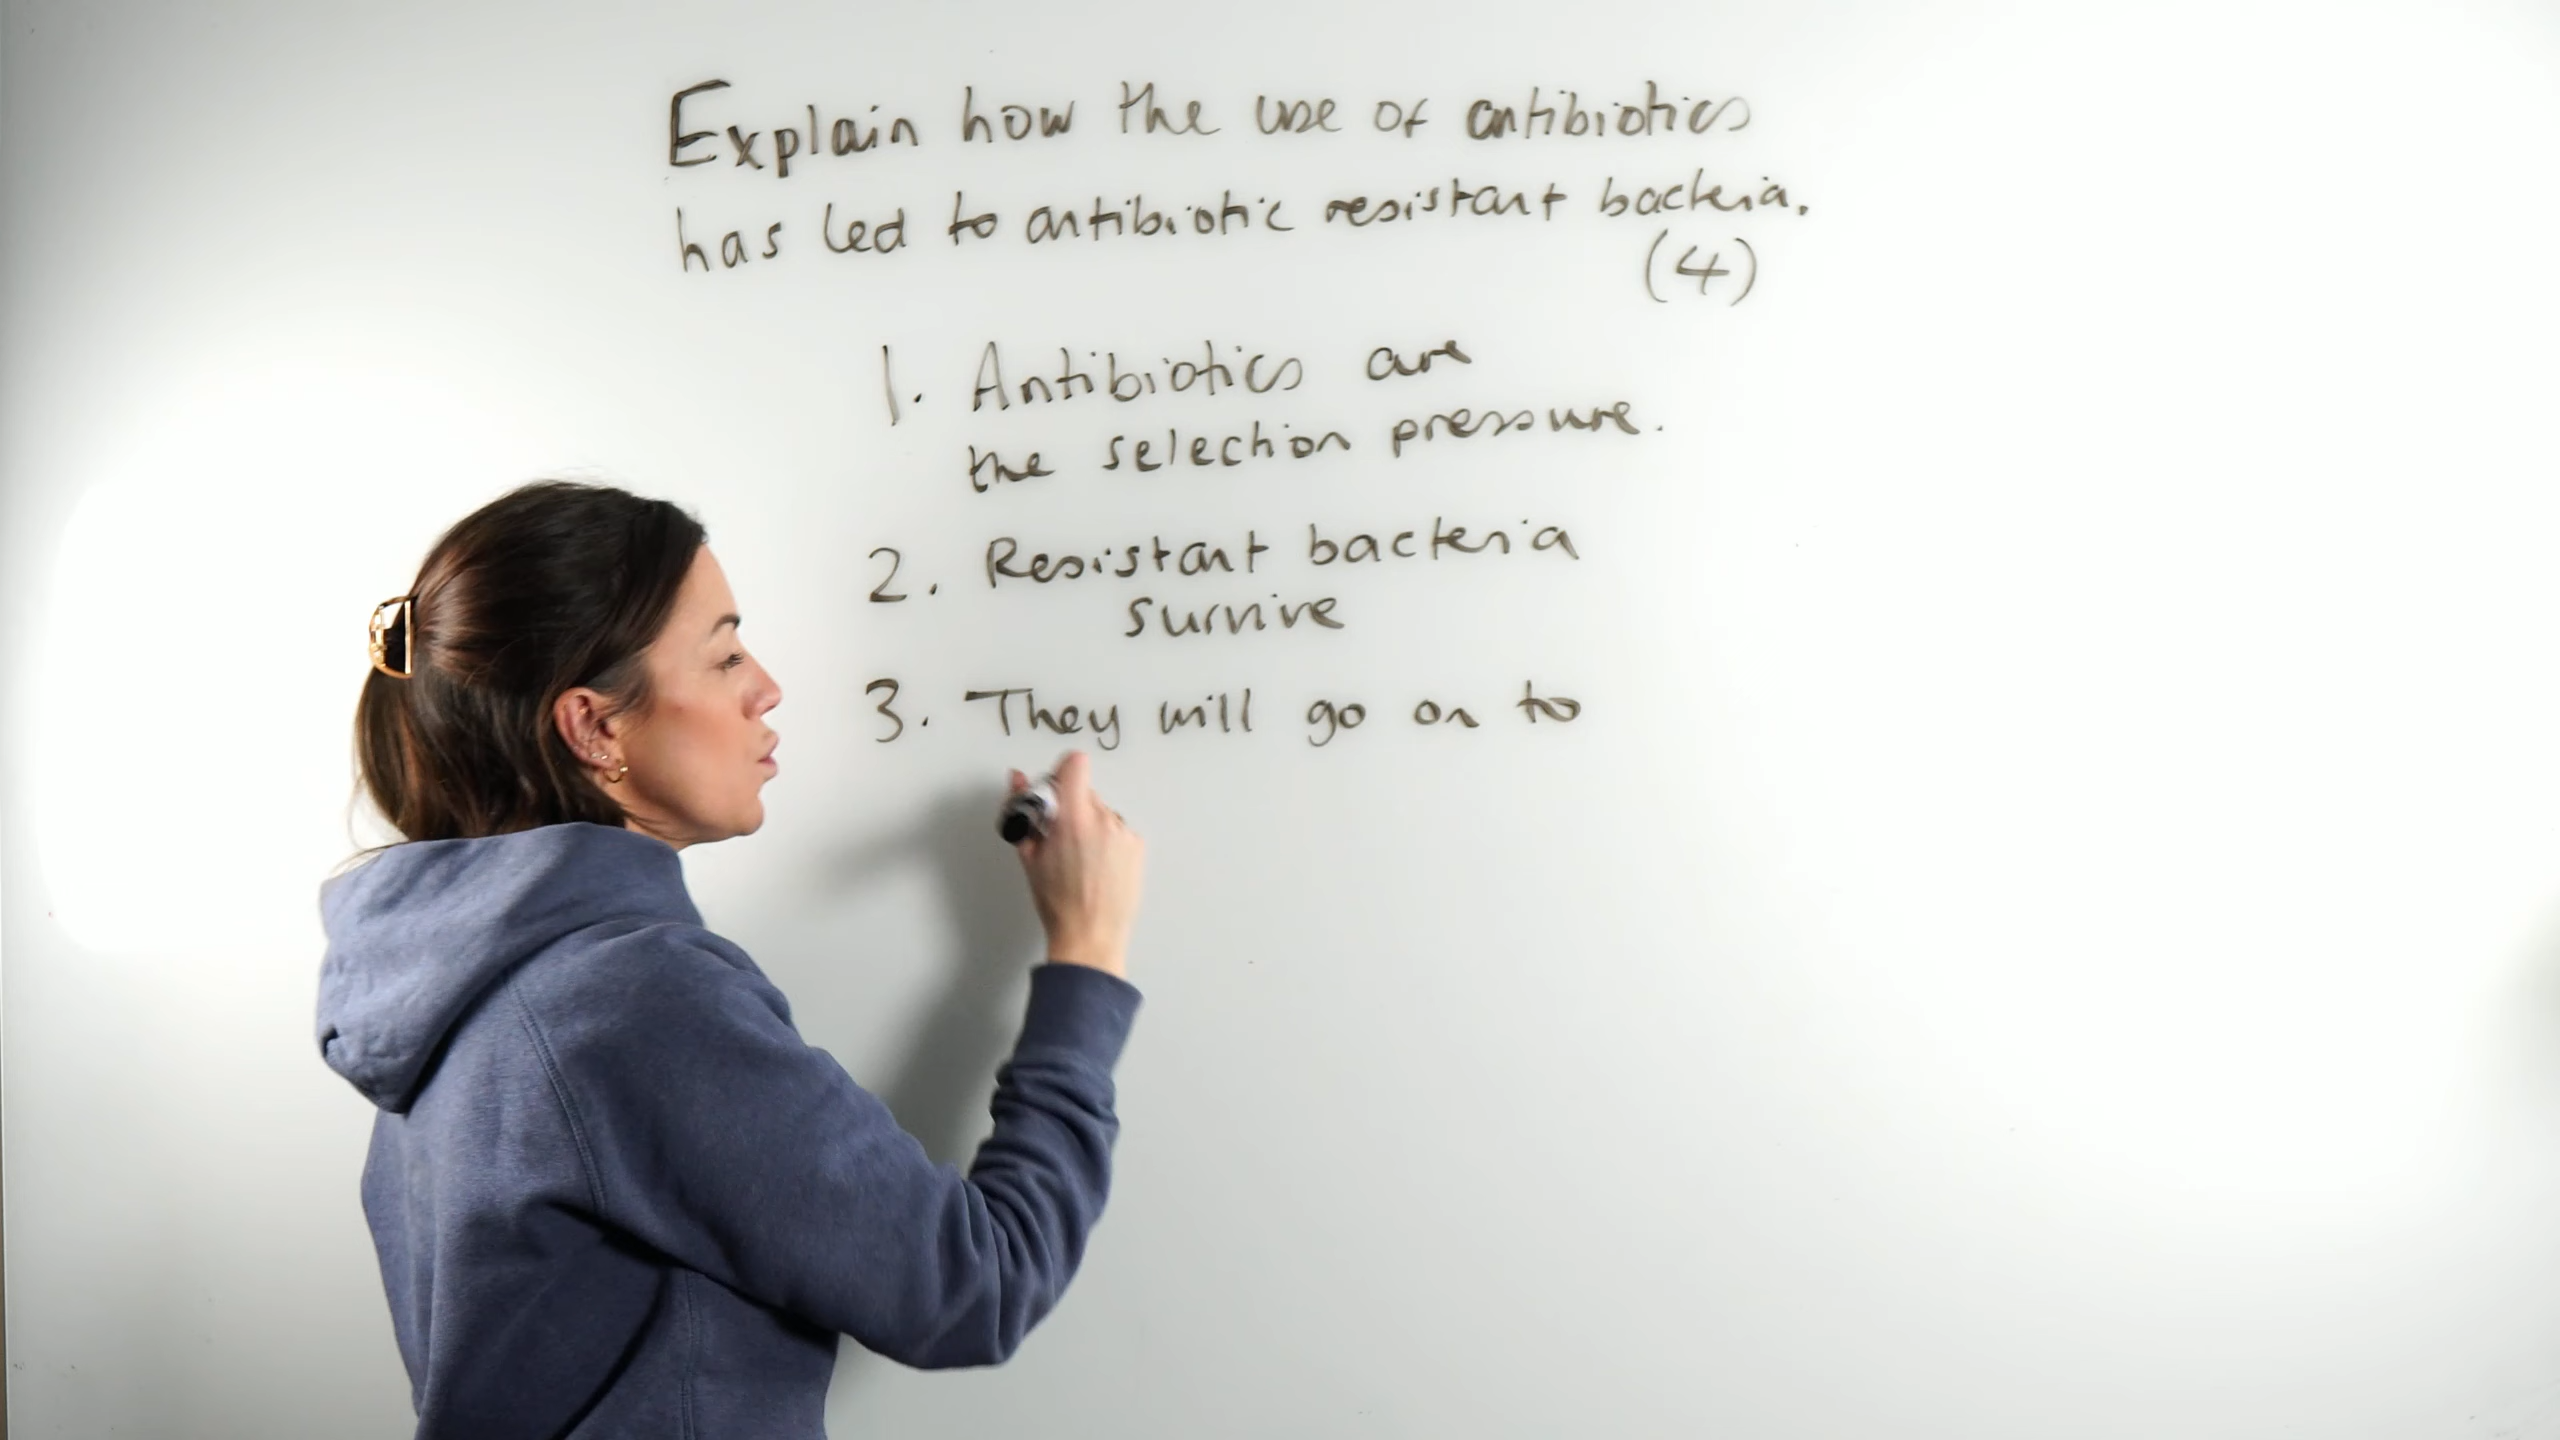 Explain how the use of antibiotics
has led to antibiotic resistant bacteria.
(4)
1. Antibiotics are
the selection pressure.
2. Resistant bacteria
survive
3. They will go on to